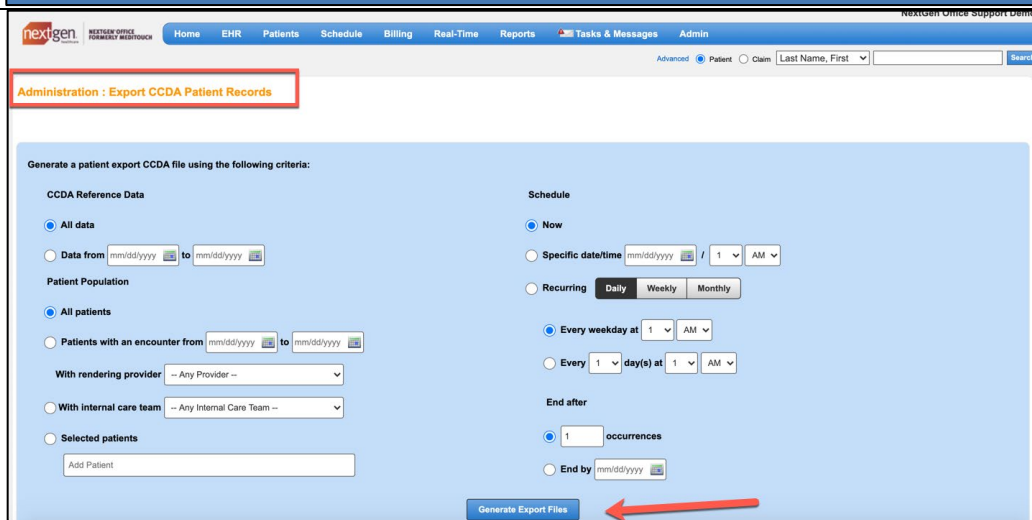 NextGen Office Support Demo
nextgen healthcare NEXTGEN OFFICE FORMERLY MEDITOUCH Home EHR Patients Schedule Billing Real-Time Reports Tasks & Messages Admin
Advanced Patient Claim Last Name, First Search
Administration : Export CCDA Patient Records
Generate a patient export CCDA file using the following criteria:
CCDA Reference Data
All data
Data from mm/dd/yyyy to mm/dd/yyyy
Patient Population
All patients
Patients with an encounter from mm/dd/yyyy to mm/dd/yyyy
With rendering provider -- Any Provider --
With internal care team -- Any Internal Care Team --
Selected patients
Add Patient
Schedule
Now
Specific date/time mm/dd/yyyy / 1 AM
Recurring Daily Weekly Monthly
Every weekday at 1 AM
Every 1 day(s) at 1 AM
End after
1 occurrences
End by mm/dd/yyyy
Generate Export Files